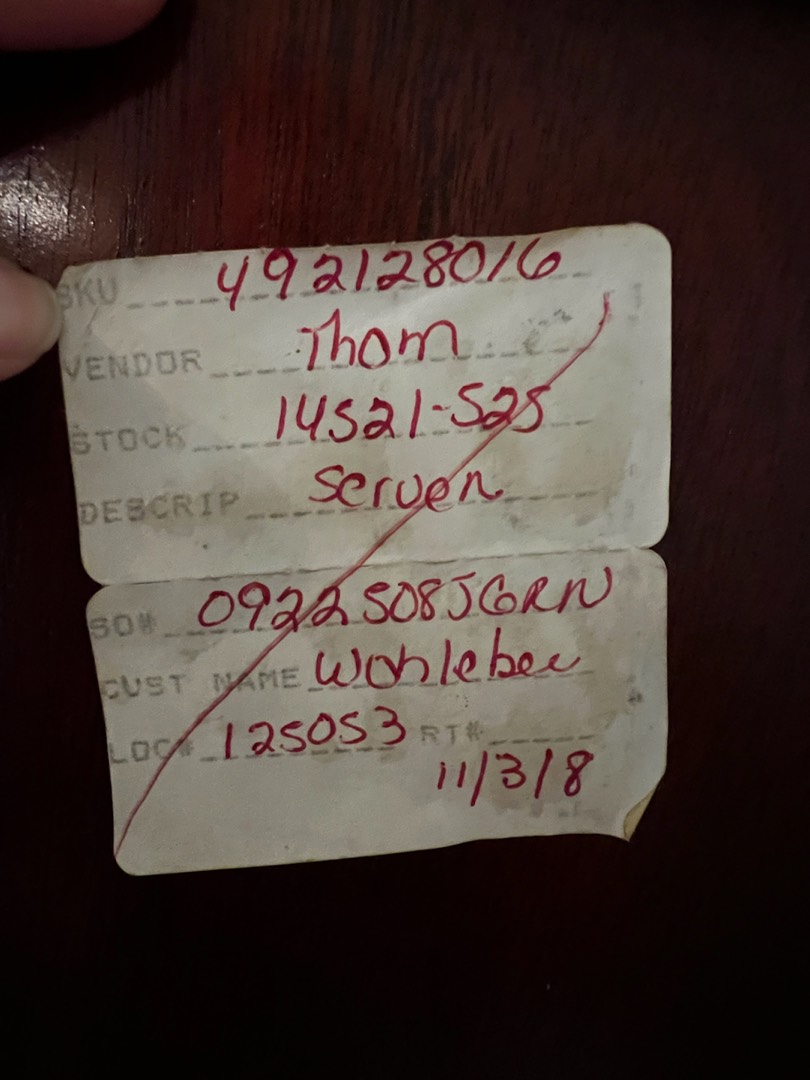 SKU 492128016
VENDOR Thom
STOCK 14521-525
DESCRIP Server
SO# 0922508JGRN
CUST NAME Wohlebee
LOC# 125053 RT#
11/3/8